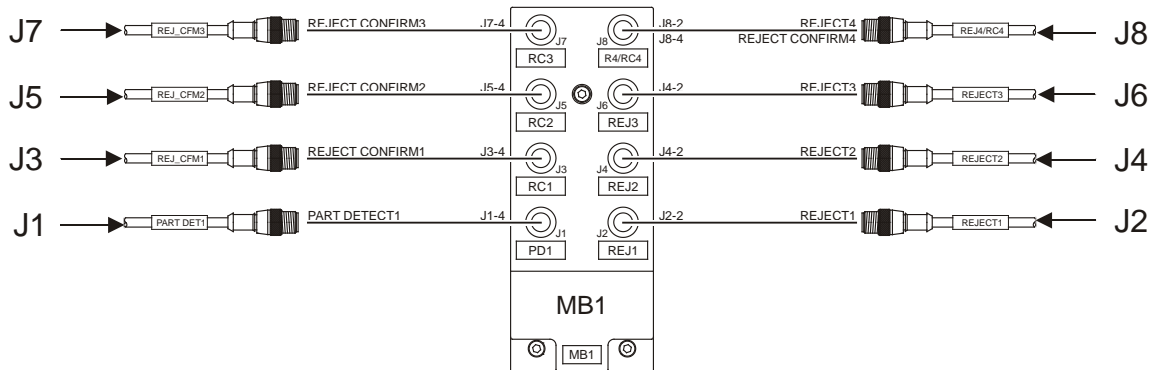 J7 REJ_CFM3 REJECT CONFIRM3 J7-4 J7 J8 J8-2 REJECT4 REJ4/RC4 J8
J8-4 REJECT CONFIRM4
RC3 R4/RC4
J5 REJ_CFM2 REJECT CONFIRM2 J5-4 J5 J6 J4-2 REJECT3 REJECT3 J6
RC2 REJ3
J3 REJ_CFM1 REJECT CONFIRM1 J3-4 J3 J4 J4-2 REJECT2 REJECT2 J4
RC1 REJ2
J1 PART DET1 PART DETECT1 J1-4 J1 J2 J2-2 REJECT1 REJECT1 J2
PD1 REJ1
MB1
MB1